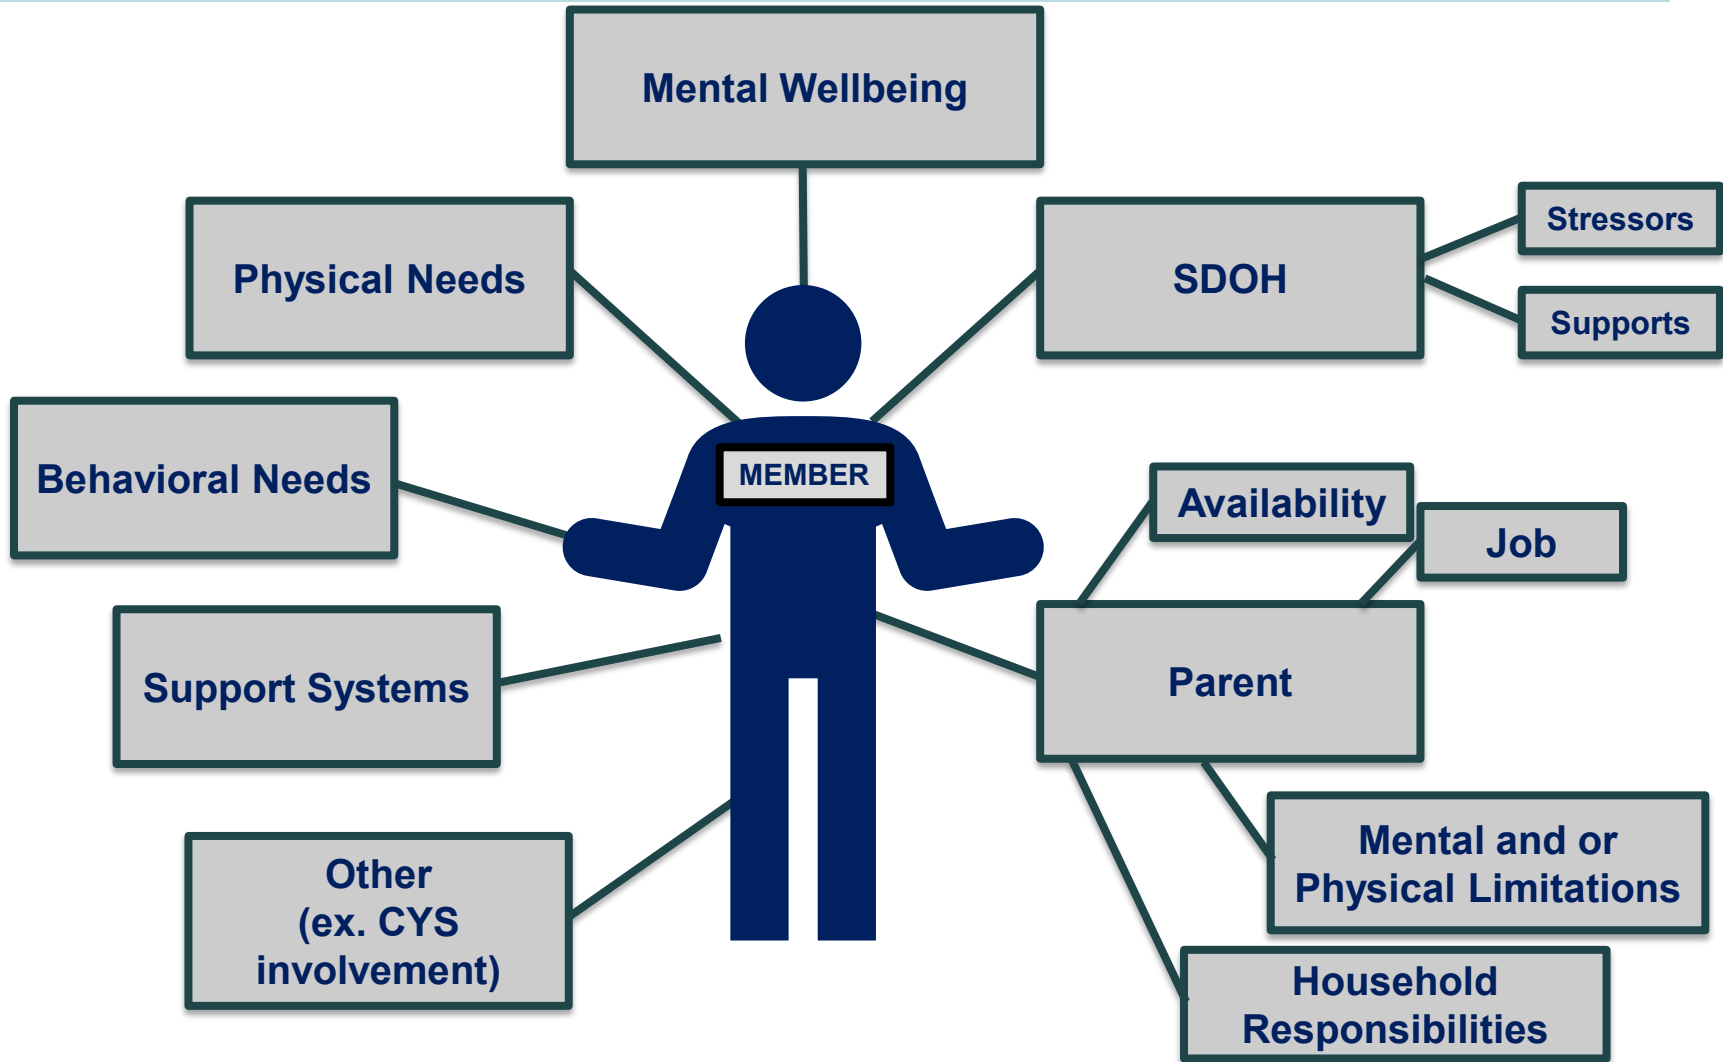 Mental Wellbeing
Physical Needs
SDOH
Stressors
Supports
Behavioral Needs
MEMBER
Availability
Job
Support Systems
Parent
Other
(ex. CYS
involvement)
Mental and or
Physical Limitations
Household
Responsibilities